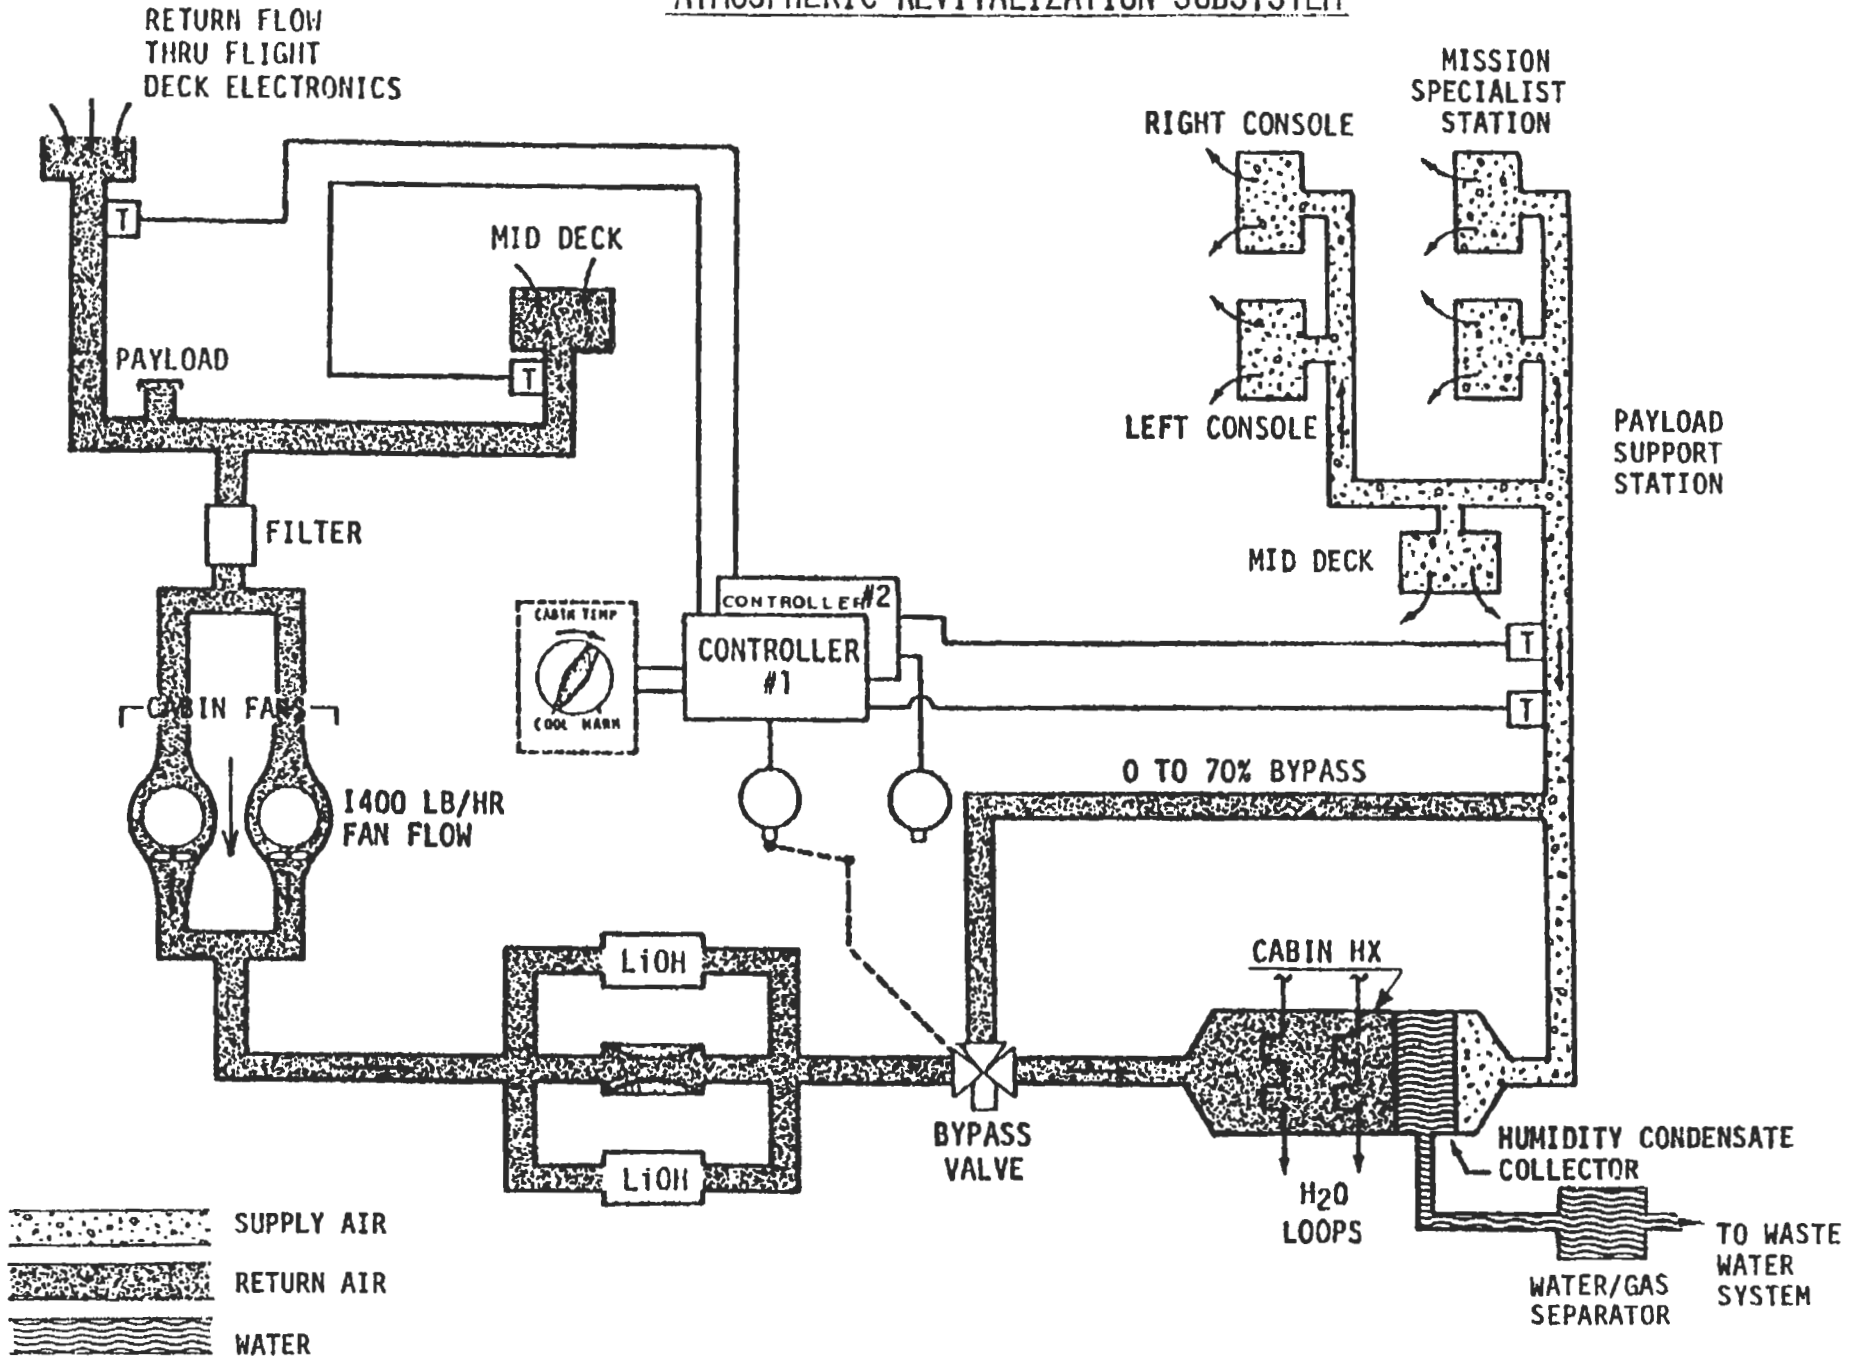 ATMOSPHERIC REVITALIZATION SUBSYSTEM
RETURN FLOW
THRU FLIGHT
DECK ELECTRONICS
MISSION
SPECIALIST
STATION
RIGHT CONSOLE
T
MID DECK
PAYLOAD
T
LEFT CONSOLE
PAYLOAD
SUPPORT
STATION
FILTER
MID DECK
CONTROLLER #2
CABIN TEMP
CONTROLLER
#1
COOL WARM
T
T
CABIN FANS
0 TO 70% BYPASS
1400 LB/HR
FAN FLOW
CABIN HX
LiOH
BYPASS
VALVE
HUMIDITY CONDENSATE
COLLECTOR
LiOH
H2O
LOOPS
SUPPLY AIR
TO WASTE
WATER
SYSTEM
RETURN AIR
WATER/GAS
SEPARATOR
WATER